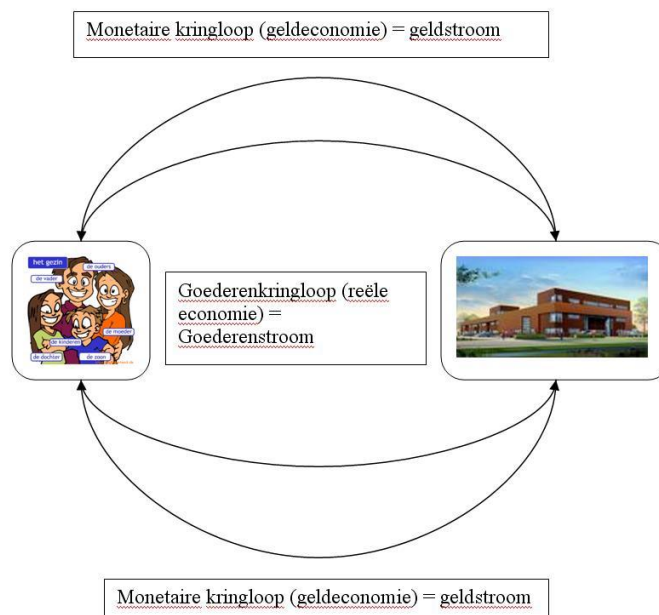 Monetaire kringloop (geldeconomie) = geldstroom
het gezin
de ouders
de vader
de moeder
de kinderen
de dochter
de zoon
Goederenkringloop (reële
economie) =
Goederenstroom
Monetaire kringloop (geldeconomie) = geldstroom